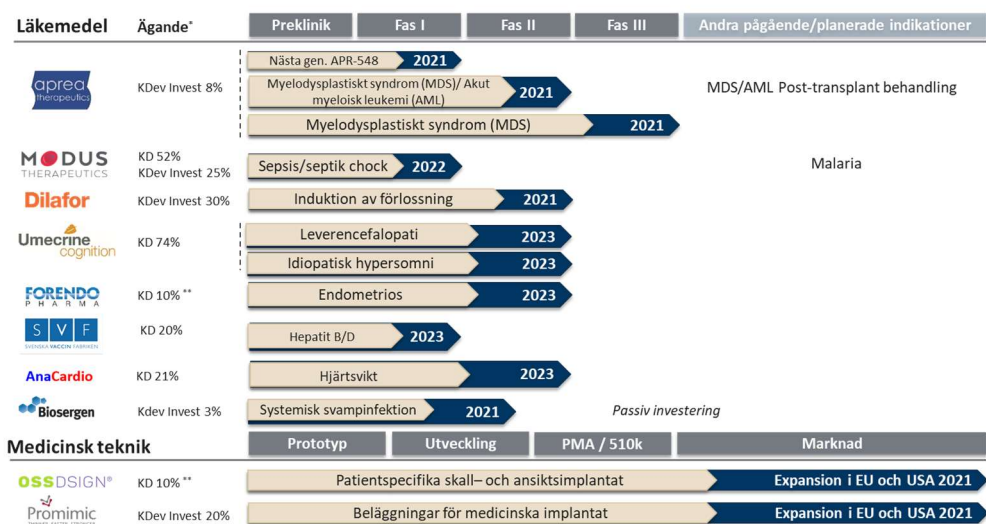 Läkemedel Ägande* Preklinik Fas I Fas II Fas III Andra pågående/planerade indikationer
aprea therapeutics
KDev Invest 8%
Nästa gen. APR-548 2021
Myelodysplastiskt syndrom (MDS)/ Akut
myeloisk leukemi (AML) 2021
MDS/AML Post-transplant behandling
Myelodysplastiskt syndrom (MDS) 2021
MODUS
THERAPEUTICS
KD 52%
KDev Invest 25%
Sepsis/septik chock 2022
Malaria
Dilafor KDev Invest 30% Induktion av förlossning 2021
Umecrine
cognition
KD 74%
Leverencefalopati 2023
Idiopatisk hypersomni 2023
FORENDO
PHARMA
KD 10% ** Endometrios 2023
SVF
SVENSKA VACCIN FABRIKEN
KD 20% Hepatit B/D 2023
AnaCardio KD 21% Hjärtsvikt 2023
Biosergen Kdev Invest 3% Systemisk svampinfektion 2021 Passiv investering
Medicinsk teknik Prototyp Utveckling PMA / 510k Marknad
OSSDSIGN® KD 10% ** Patientspecifika skall– och ansiktsimplantat Expansion i EU och USA 2021
Promimic KDev Invest 20% Beläggningar för medicinska implantat Expansion i EU och USA 2021